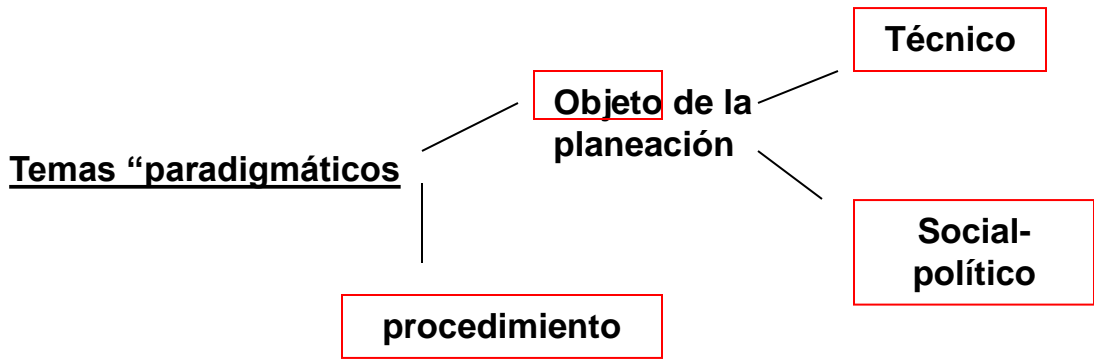 Técnico
Objeto de la
planeación
Temas “paradigmáticos
Social-
político
procedimiento